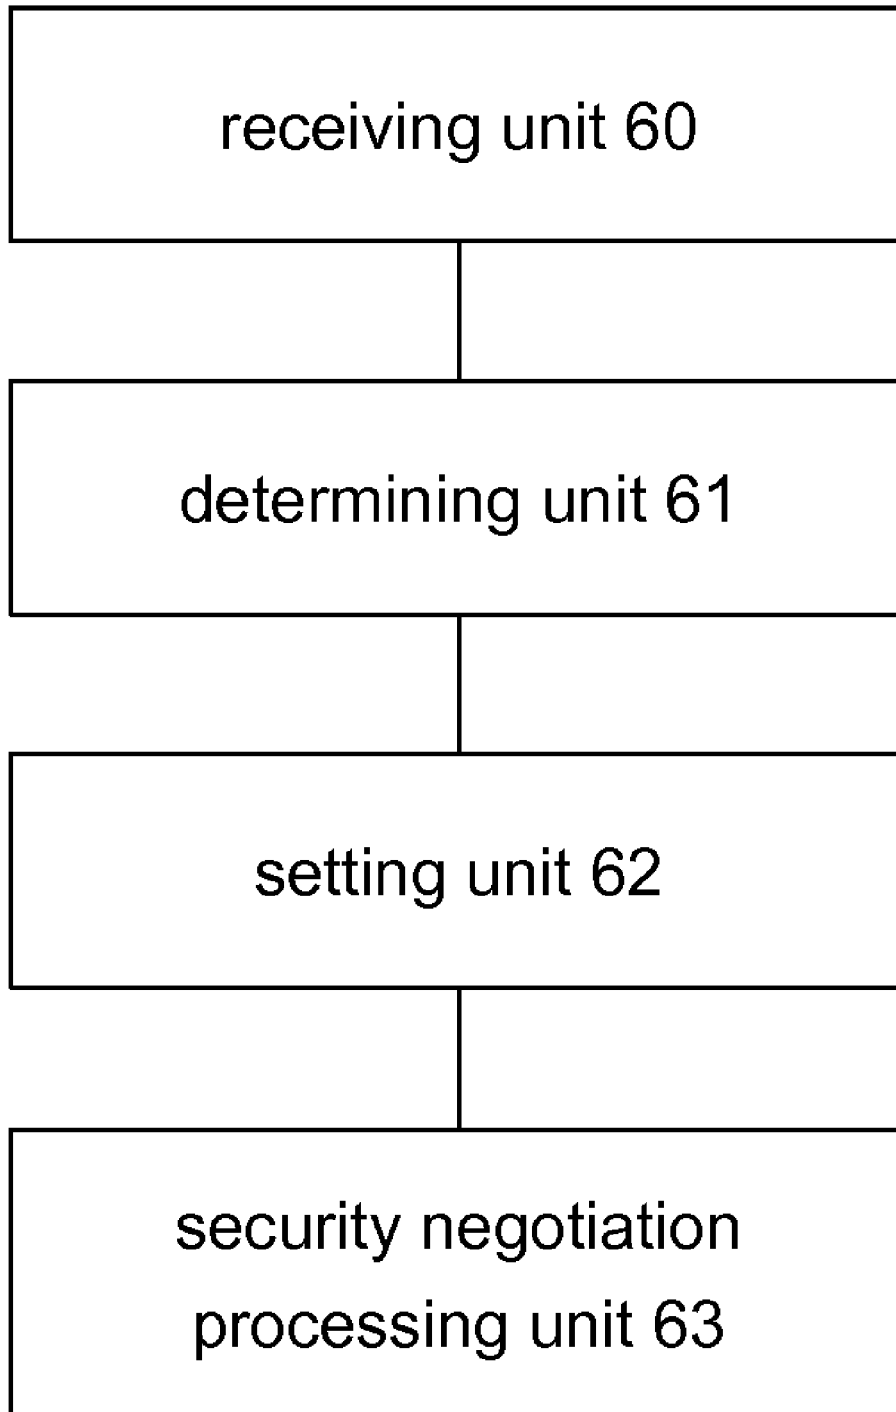 receiving unit 60
determining unit 61
setting unit 62
security negotiation
processing unit 63